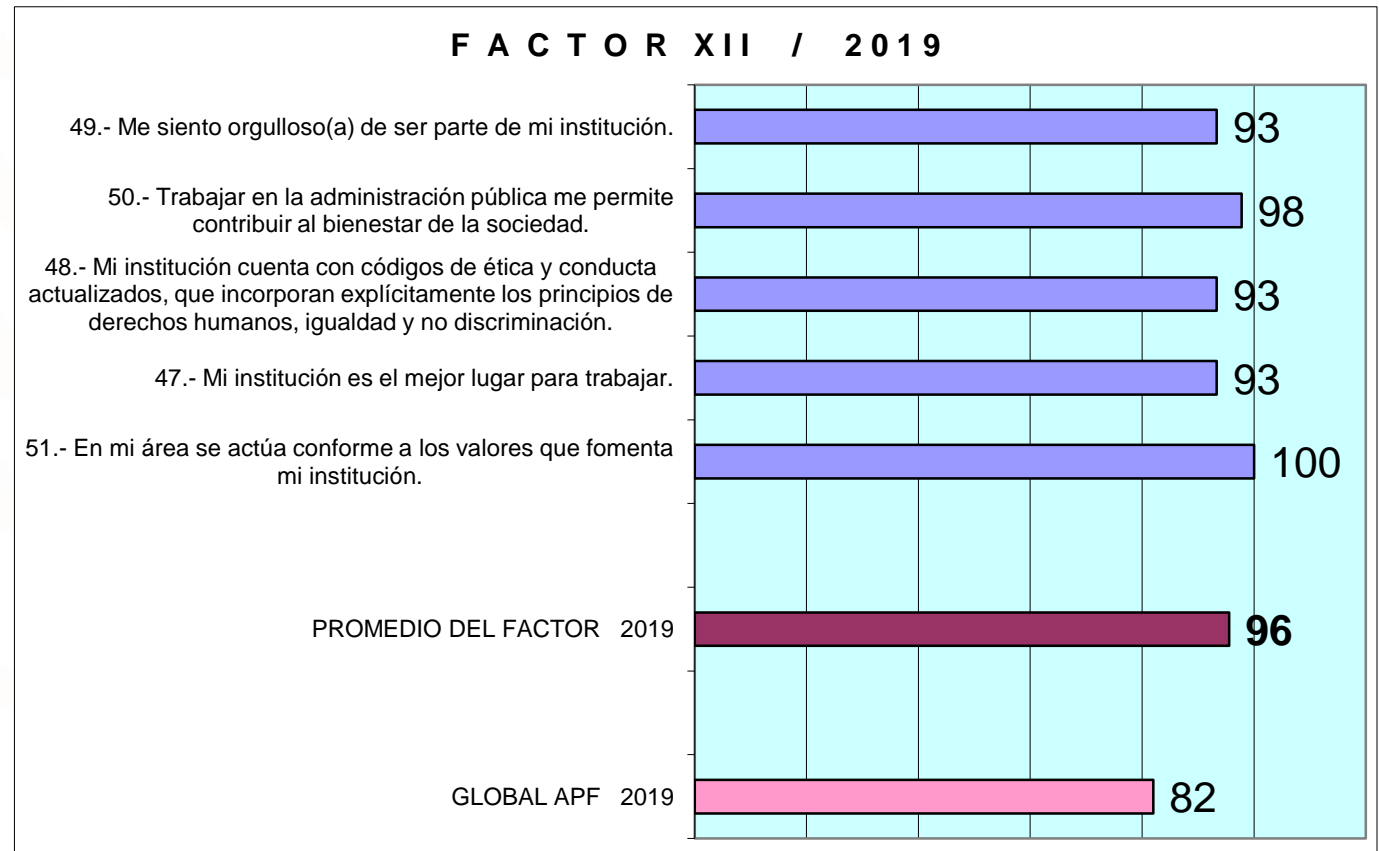 F A C T O R XII / 2019
49.- Me siento orgulloso(a) de ser parte de mi institución.
93
50.- Trabajar en la administración pública me permite
contribuir al bienestar de la sociedad.
98
48.- Mi institución cuenta con códigos de ética y conducta
actualizados, que incorporan explícitamente los principios de
derechos humanos, igualdad y no discriminación.
93
47.- Mi institución es el mejor lugar para trabajar.
93
51.- En mi área se actúa conforme a los valores que fomenta
mi institución.
100
PROMEDIO DEL FACTOR 2019
96
GLOBAL APF 2019
82